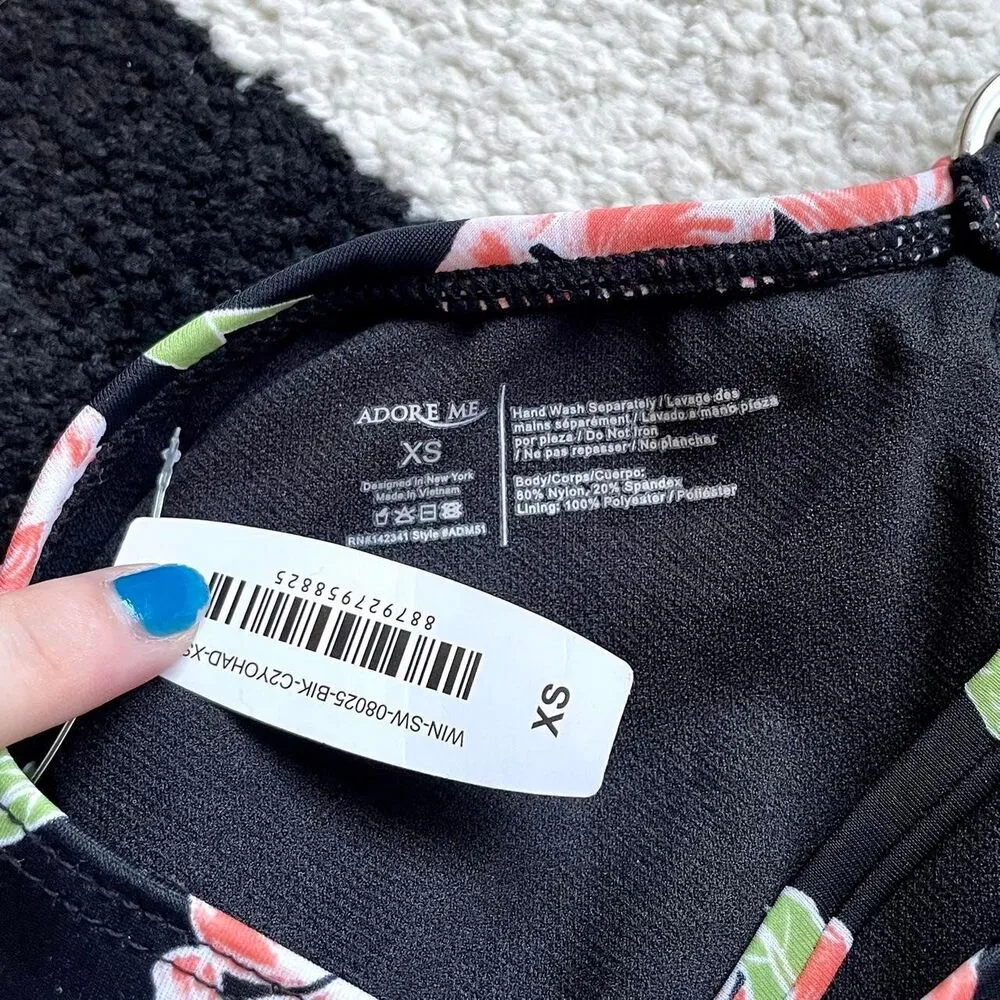 ADORE ME
XS
Designed in New York
Made in Vietnam
RN#142341 Style #ADM51
Hand Wash Separately / Lavage des
mains séparément / Lavado a mano pieza
por pieza / Do Not Iron
/ Ne pas repasser / No planchar
Body/Corps/Cuerpo:
80% Nylon, 20% Spandex
Lining: 100% Polyester / Poliéster
887927958825
WIN-SW-08025-BIK-C2YOHAD-XS
XS